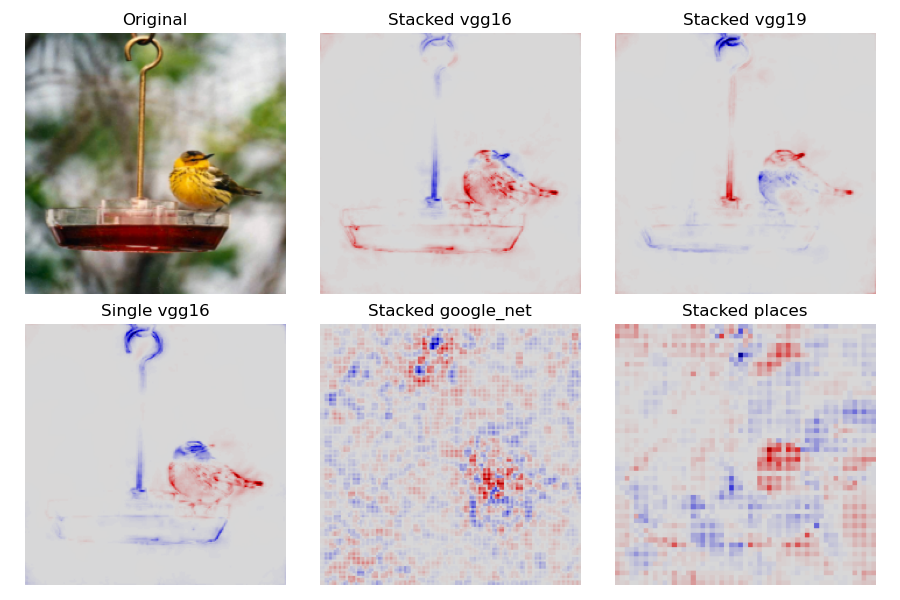 Original
Stacked vgg16
Stacked vgg19
Single vgg16
Stacked google_net
Stacked places